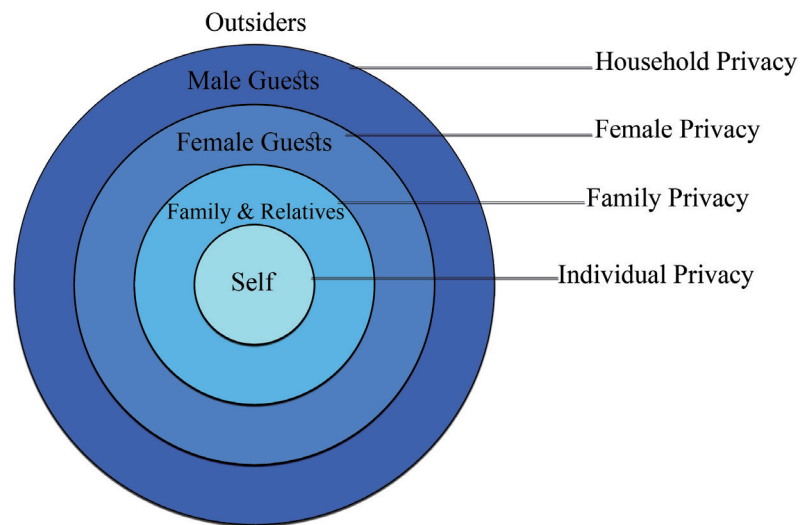 Outsiders
Male Guests
Household Privacy
Female Guests
Female Privacy
Family & Relatives
Family Privacy
Self
Individual Privacy